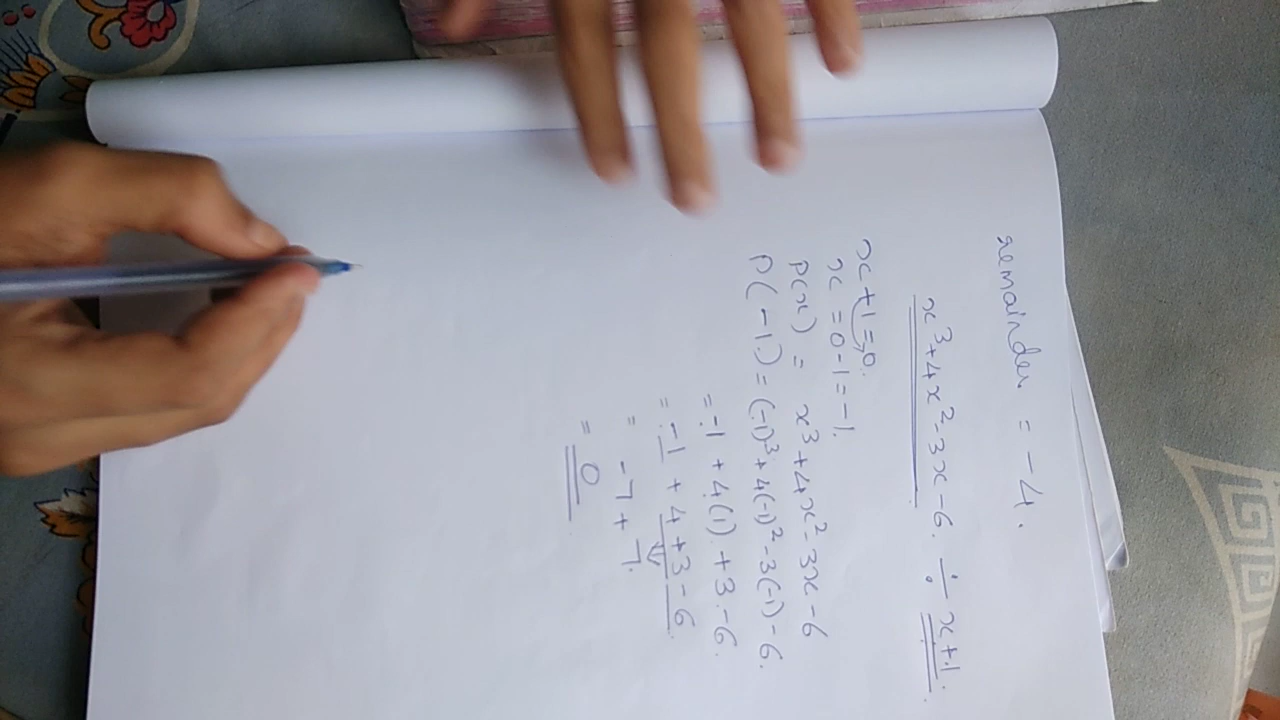 remainder = -4.
x³+4x²-3x-6. ÷ x+1.
x+1=0.
x = 0-1 = -1.
P(x) = x³+4x²-3x-6
P(-1) = (-1)³+4(-1)²-3(-1)-6.
= -1 + 4(1) +3-6.
= -1 + 4+3-6
= -7+ 7.
= 0